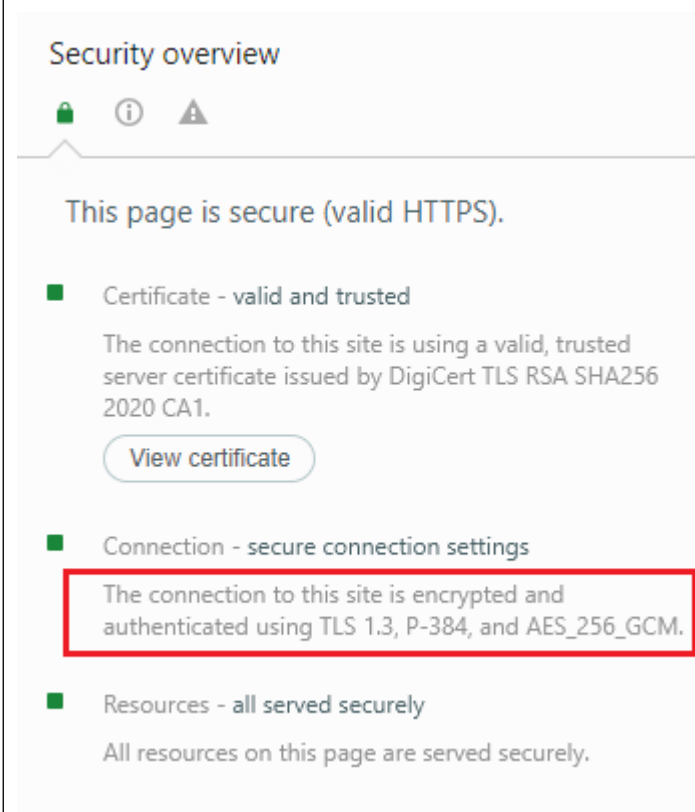 Security overview
This page is secure (valid HTTPS).
Certificate - valid and trusted
The connection to this site is using a valid, trusted
server certificate issued by DigiCert TLS RSA SHA256
2020 CA1.
View certificate
Connection - secure connection settings
The connection to this site is encrypted and
authenticated using TLS 1.3, P-384, and AES_256_GCM.
Resources - all served securely
All resources on this page are served securely.